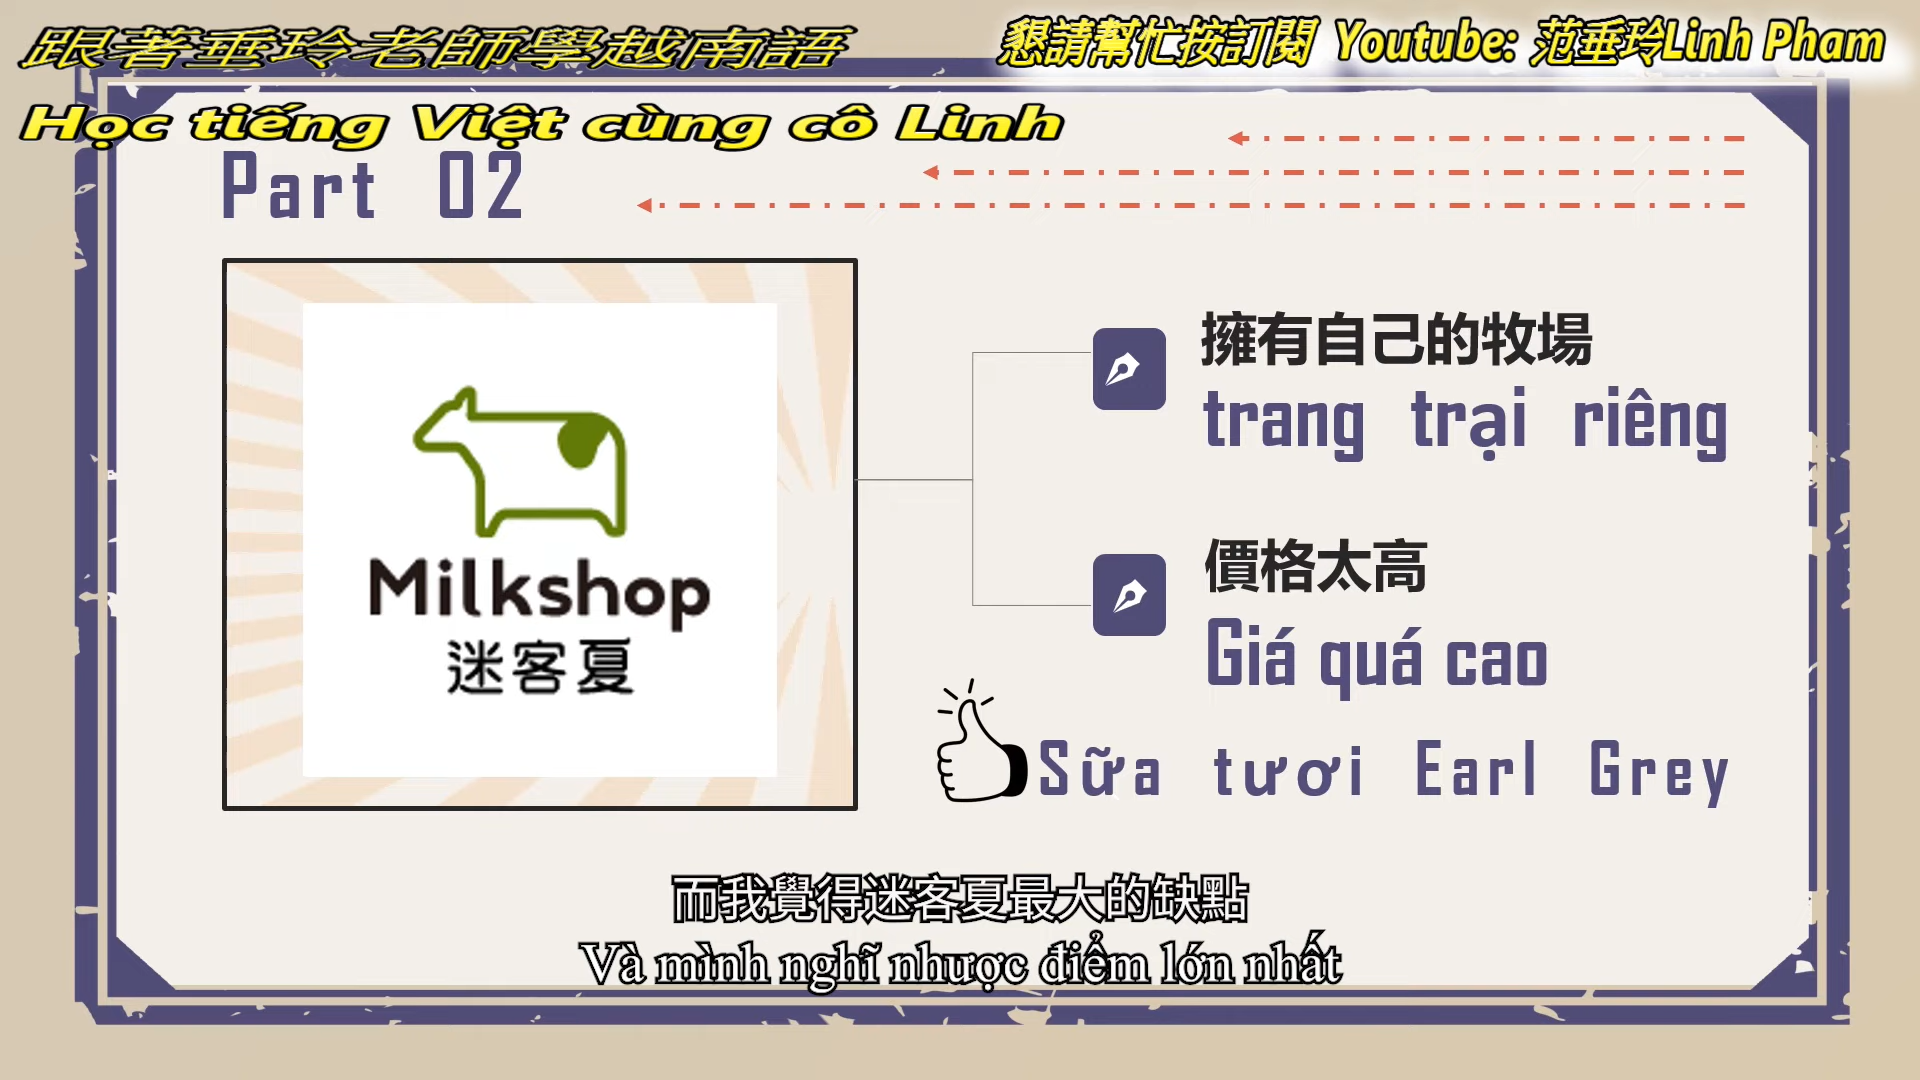 跟著垂玲老師學越南語
懇請幫忙按訂閱 Youtube: 范垂玲Linh Pham
Học tiếng Việt cùng cô Linh
Part 02
Milkshop
迷客夏
擁有自己的牧場
trang trại riêng
價格太高
Giá quá cao
Sữa tươi Earl Grey
而我覺得迷客夏最大的缺點
Và mình nghĩ nhược điểm lớn nhất